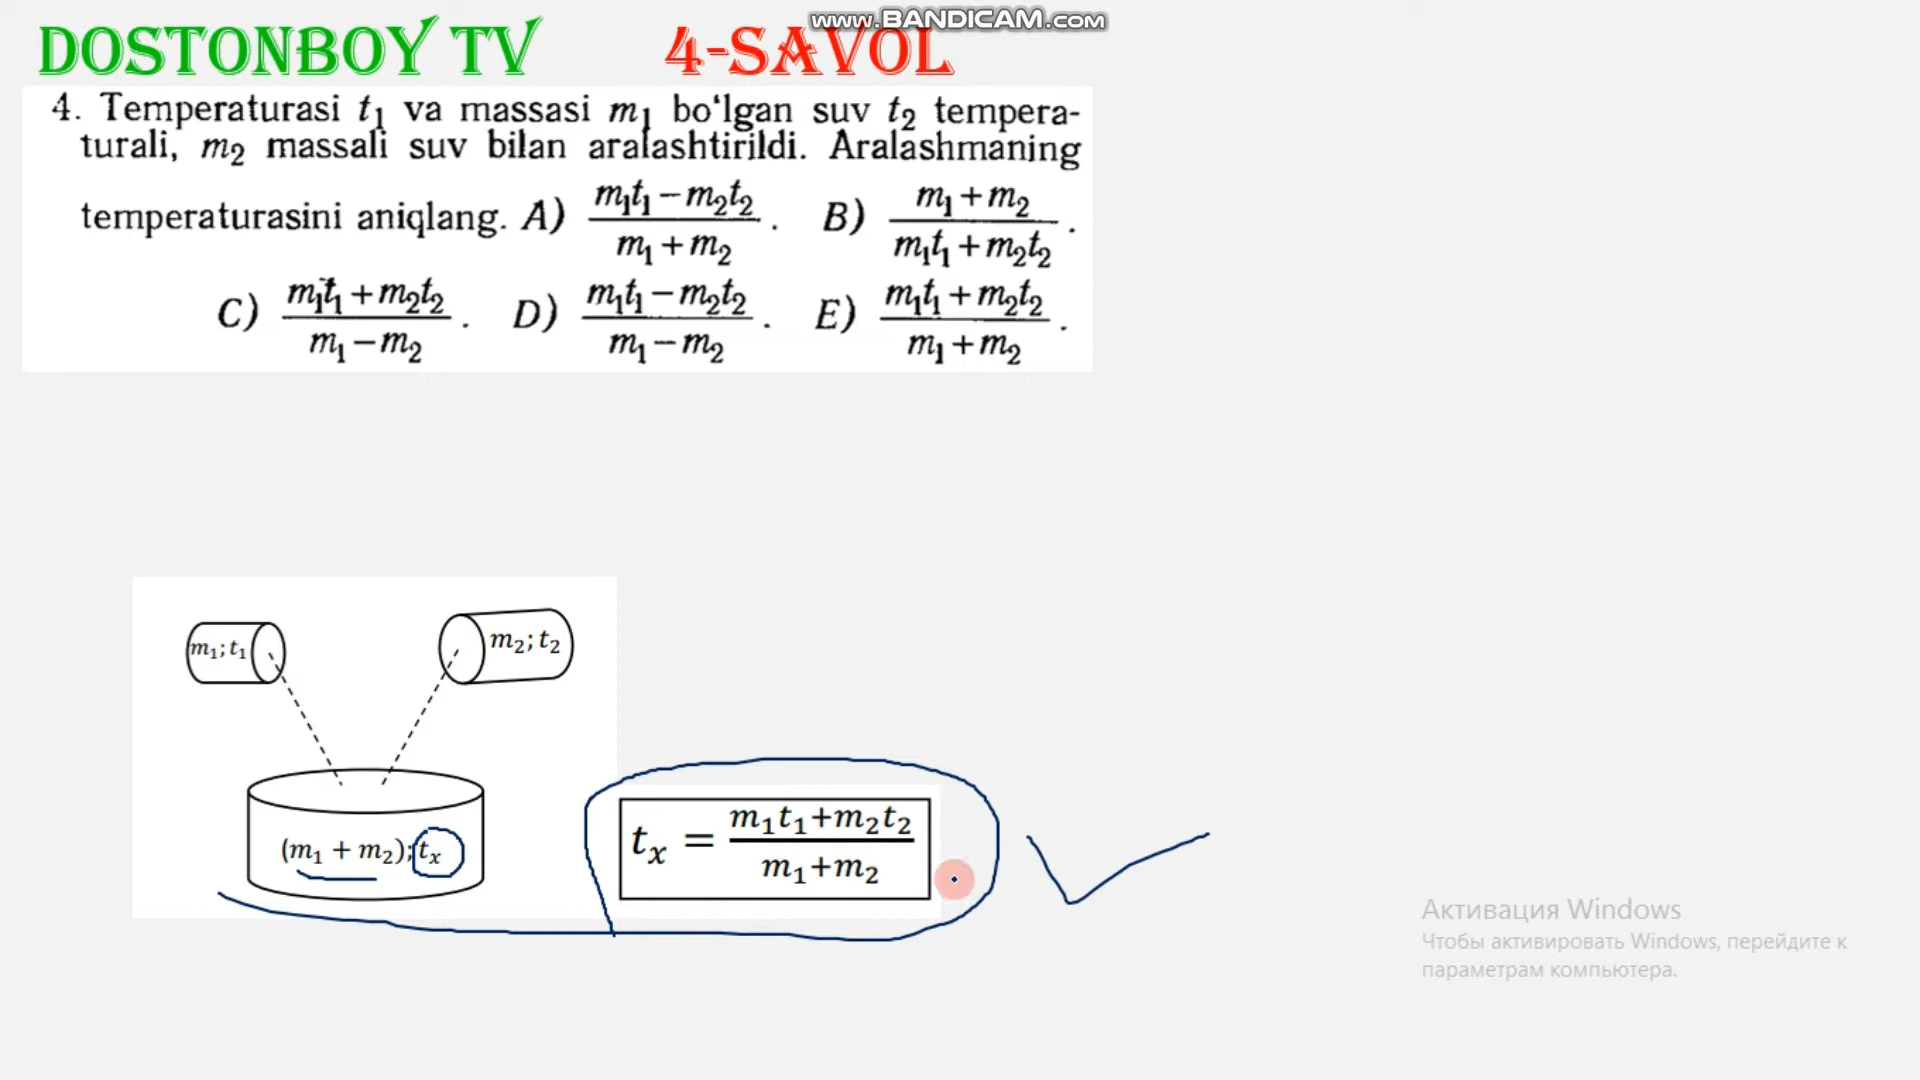 www.BANDICAM.com
DOSTONBOY TV 4-SAVOL
4. Temperaturasi t₁ va massasi m₁ bo‘lgan suv t₂ tempera-
turali, m₂ massali suv bilan aralashtirildi. Aralashmaning
temperaturasini aniqlang. A) (m₁t₁ − m₂t₂)/(m₁ + m₂). B) (m₁ + m₂)/(m₁t₁ + m₂t₂).
C) (m₁t₁ + m₂t₂)/(m₁ − m₂). D) (m₁t₁ − m₂t₂)/(m₁ − m₂). E) (m₁t₁ + m₂t₂)/(m₁ + m₂).
m₁; t₁
m₂; t₂
(m₁ + m₂); tₓ
tₓ = (m₁t₁+m₂t₂)/(m₁+m₂)
Активация Windows
Чтобы активировать Windows, перейдите к
параметрам компьютера.